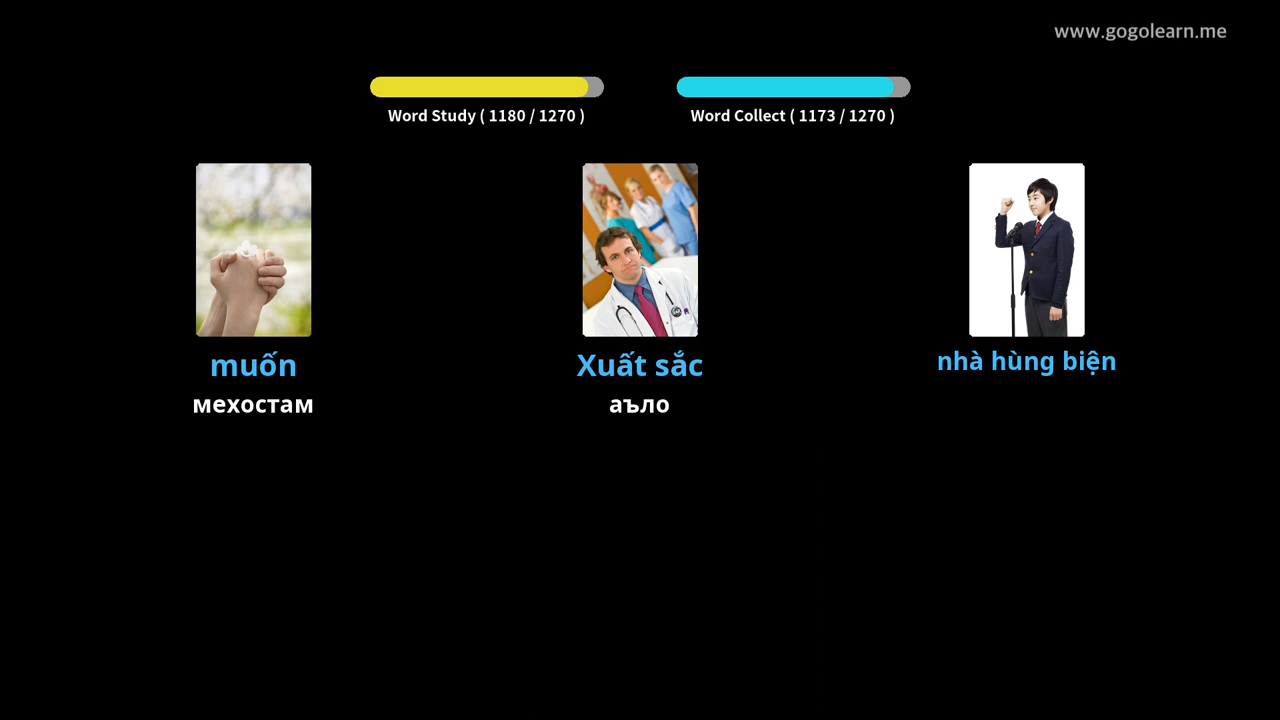 www.gogolearn.me
Word Study ( 1180 / 1270 )
Word Collect ( 1173 / 1270 )
muốn
Xuất sắc
nhà hùng biện
мехостам
аъло